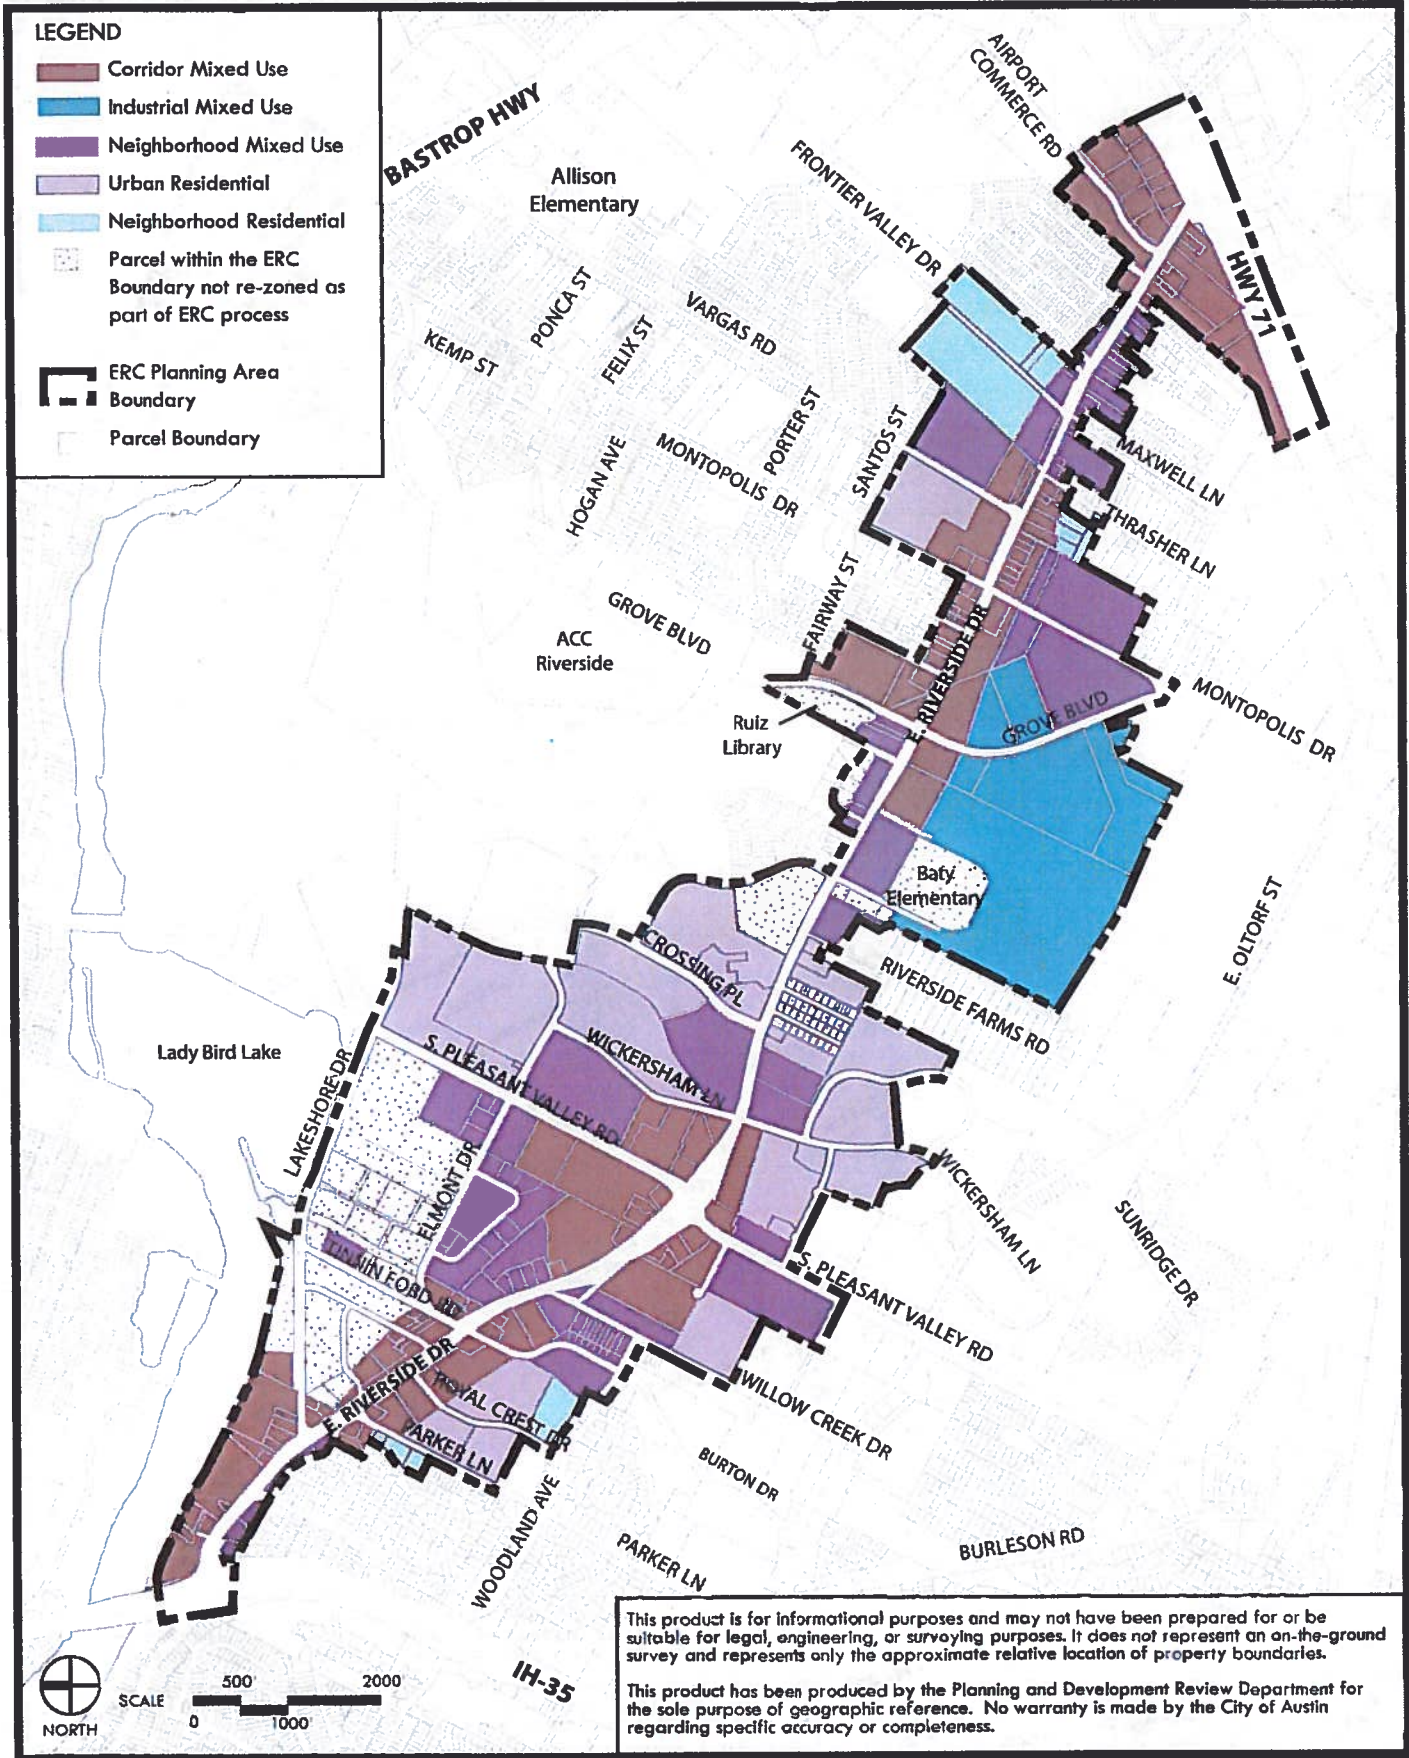 LEGEND
Corridor Mixed Use
Industrial Mixed Use
Neighborhood Mixed Use
Urban Residential
Neighborhood Residential
Parcel within the ERC
Boundary not re-zoned as
part of ERC process
ERC Planning Area
Boundary
Parcel Boundary
BASTROP HWY
Allison
Elementary
AIRPORT
COMMERCE RD
FRONTIER VALLEY DR
HWY 71
PONCA ST
VARGAS RD
KEMP ST
FELIX ST
PORTER ST
SANTOS ST
HOGAN AVE
MONTOPOLIS DR
MAXWELL LN
THRASHER LN
FAIRWAY ST
GROVE BLVD
ACC
Riverside
E. RIVERSIDE DR
MONTOPOLIS DR
GROVE BLVD
Ruiz
Library
Baty
Elementary
E. OLTORF ST
CROSSING PL
RIVERSIDE FARMS RD
Lady Bird Lake
LAKESHORE DR
S. PLEASANT VALLEY RD
WICKERSHAM LN
ELMONT DR
WICKERSHAM LN
SUNRIDGE DR
TINNIN FORD RD
S. PLEASANT VALLEY RD
E. RIVERSIDE DR
ROYAL CREST DR
PARKER LN
WILLOW CREEK DR
BURTON DR
WOODLAND AVE
PARKER LN
BURLESON RD
IH-35
NORTH
SCALE
500'
2000'
0
1000'
This product is for informational purposes and may not have been prepared for or be
suitable for legal, engineering, or surveying purposes. It does not represent an on-the-ground
survey and represents only the approximate relative location of property boundaries.
This product has been produced by the Planning and Development Review Department for
the sole purpose of geographic reference. No warranty is made by the City of Austin
regarding specific accuracy or completeness.